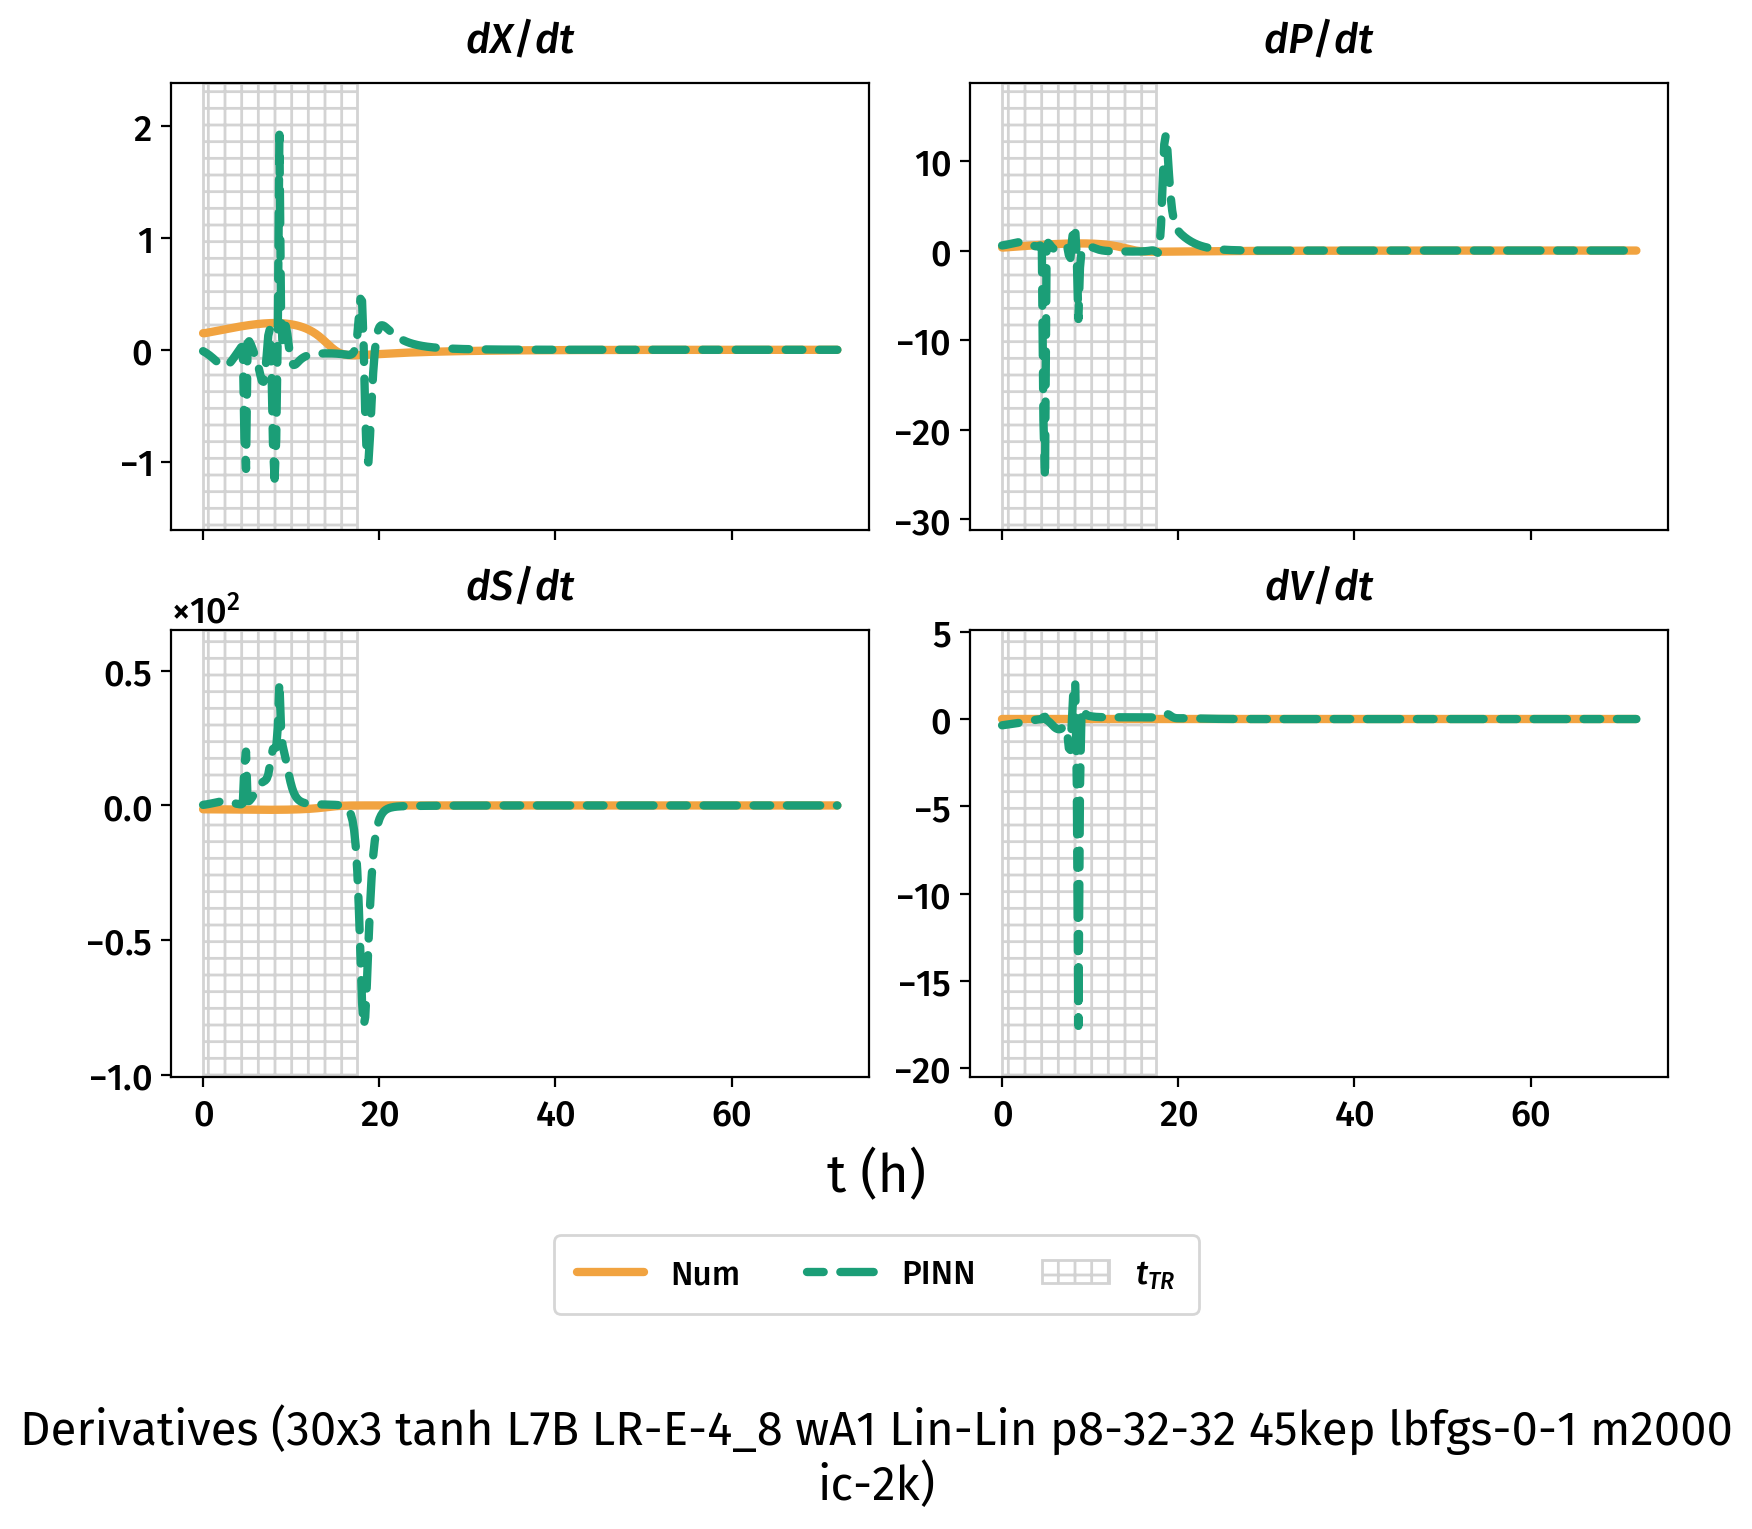 dX/dt
dP/dt
2
1
0
−1
10
0
−10
−20
−30
dS/dt
dV/dt
×10²
0.5
0.0
−0.5
−1.0
0
20
40
60
5
0
−5
−10
−15
−20
0
20
40
60
t (h)
Num
PINN
t_TR
Derivatives (30x3 tanh L7B LR-E-4_8 wA1 Lin-Lin p8-32-32 45kep lbfgs-0-1 m2000
ic-2k)